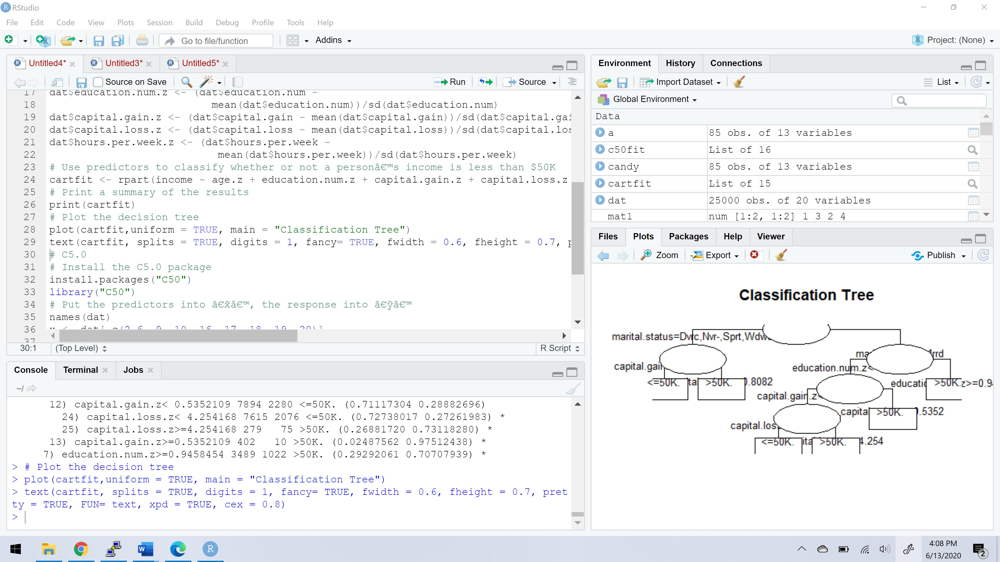 RStudio
File Edit Code View Plots Session Build Debug Profile Tools Help
Go to file/function Addins Project: (None)
Untitled4* Untitled3* Untitled5*
Source on Save Run Source
17 dat$education.num.z <- (dat$education.num -
18 mean(dat$education.num))/sd(dat$education.num)
19 dat$capital.gain.z <- (dat$capital.gain - mean(dat$capital.gain))/sd(dat$capital.gai
20 dat$capital.loss.z <- (dat$capital.loss - mean(dat$capital.loss))/sd(dat$capital.los
21 dat$hours.per.week.z <- (dat$hours.per.week -
22 mean(dat$hours.per.week))/sd(dat$hours.per.week)
23 # Use predictors to classify whether or not a personâ€™s income is less than $50K
24 cartfit <- rpart(income ~ age.z + education.num.z + capital.gain.z + capital.loss.z
25 # Print a summary of the results
26 print(cartfit)
27 # Plot the decision tree
28 plot(cartfit,uniform = TRUE, main = "Classification Tree")
29 text(cartfit, splits = TRUE, digits = 1, fancy= TRUE, fwidth = 0.6, fheight = 0.7, p
30 # C5.0
31 # Install the C5.0 package
32 install.packages("C50")
33 library("C50")
34 # Put the predictors into â€˜xâ€™, the response into â€˜yâ€™
35 names(dat)
36 x <- dat[ c(2 6 9 10 16 17 18 19 20)]
37
30:1 (Top Level) R Script
Console Terminal Jobs
~/
12) capital.gain.z< 0.5352109 7894 2280 <=50K. (0.71117304 0.28882696)
24) capital.loss.z< 4.254168 7615 2076 <=50K. (0.72738017 0.27261983) *
25) capital.loss.z>=4.254168 279 75 >50K. (0.26881720 0.73118280) *
13) capital.gain.z>=0.5352109 402 10 >50K. (0.02487562 0.97512438) *
7) education.num.z>=0.9458454 3489 1022 >50K. (0.29292061 0.70707939) *
> # Plot the decision tree
> plot(cartfit,uniform = TRUE, main = "Classification Tree")
> text(cartfit, splits = TRUE, digits = 1, fancy= TRUE, fwidth = 0.6, fheight = 0.7, pret
ty = TRUE, FUN= text, xpd = TRUE, cex = 0.8)
>
Environment History Connections
Import Dataset List
Global Environment
Data
a 85 obs. of 13 variables
c50fit List of 16
candy 85 obs. of 13 variables
cartfit List of 15
dat 25000 obs. of 20 variables
mat1 num [1:2, 1:2] 1 3 2 4
Files Plots Packages Help Viewer
Zoom Export Publish
Classification Tree
marital.status=Dvrc,Nvr-,Sprt,Wdw
ma rrd
capital.gai education.num.z<
<=50K. ta >50K. 0.8082 educatio >50K. z>=0.9
capital.gain.z<
capita >50K. 0.5352
capital.los
<=50K. ita >50K. 4.254
4:08 PM
6/13/2020
2